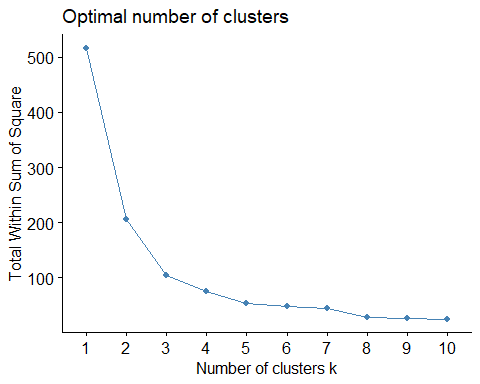 Optimal number of clusters
Total Within Sum of Square
500
400
300
200
100
1 2 3 4 5 6 7 8 9 10
Number of clusters k